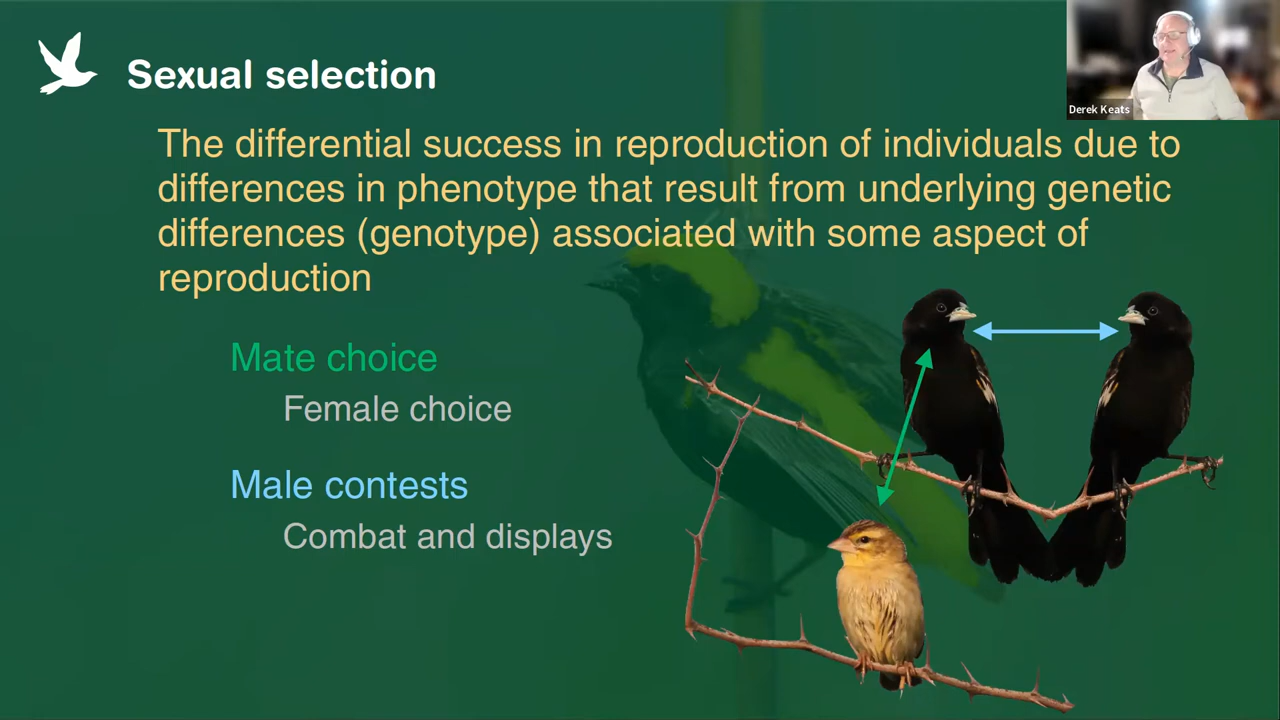 Sexual selection
Derek Keats
The differential success in reproduction of individuals due to
differences in phenotype that result from underlying genetic
differences (genotype) associated with some aspect of
reproduction
Mate choice
Female choice
Male contests
Combat and displays